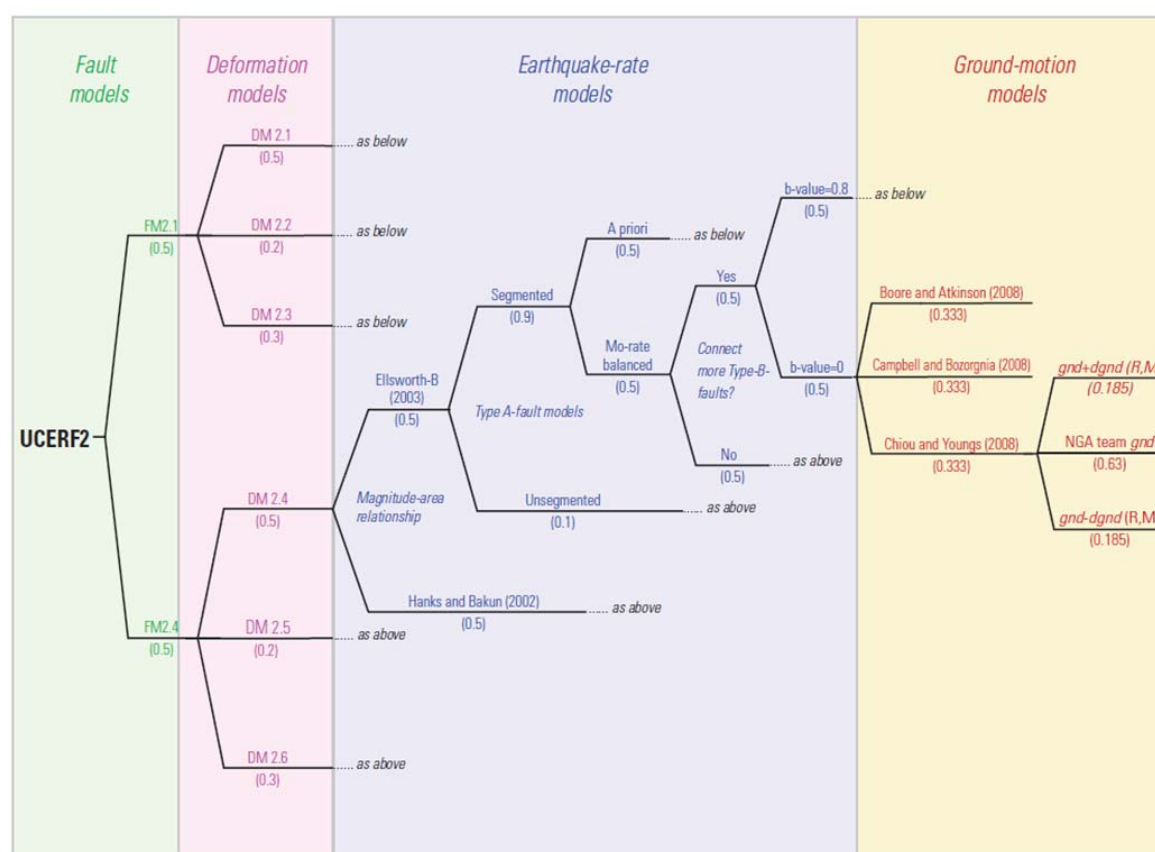 Fault
models
Deformation
models
Earthquake-rate
models
Ground-motion
models
UCERF2
FM2.1
(0.5)
FM2.4
(0.5)
DM 2.1
(0.5)
..... as below
DM 2.2
(0.2)
..... as below
DM 2.3
(0.3)
..... as below
DM 2.4
(0.5)
DM 2.5
(0.2)
..... as above
DM 2.6
(0.3)
..... as above
Magnitude-area
relationship
Ellsworth-B
(2003)
(0.5)
Hanks and Bakun (2002)
(0.5)
...... as above
Type A-fault models
Segmented
(0.9)
Unsegmented
(0.1)
...... as above
A priori
(0.5)
...... as below
Mo-rate
balanced
(0.5)
Connect
more Type-B-
faults?
Yes
(0.5)
No
(0.5)
..... as above
b-value=0.8
(0.5)
..... as below
b-value=0
(0.5)
Boore and Atkinson (2008)
(0.333)
Campbell and Bozorgnia (2008)
(0.333)
Chiou and Youngs (2008)
(0.333)
gnd+dgnd (R,M
(0.185)
NGA team gnd
(0.63)
gnd-dgnd (R,M
(0.185)